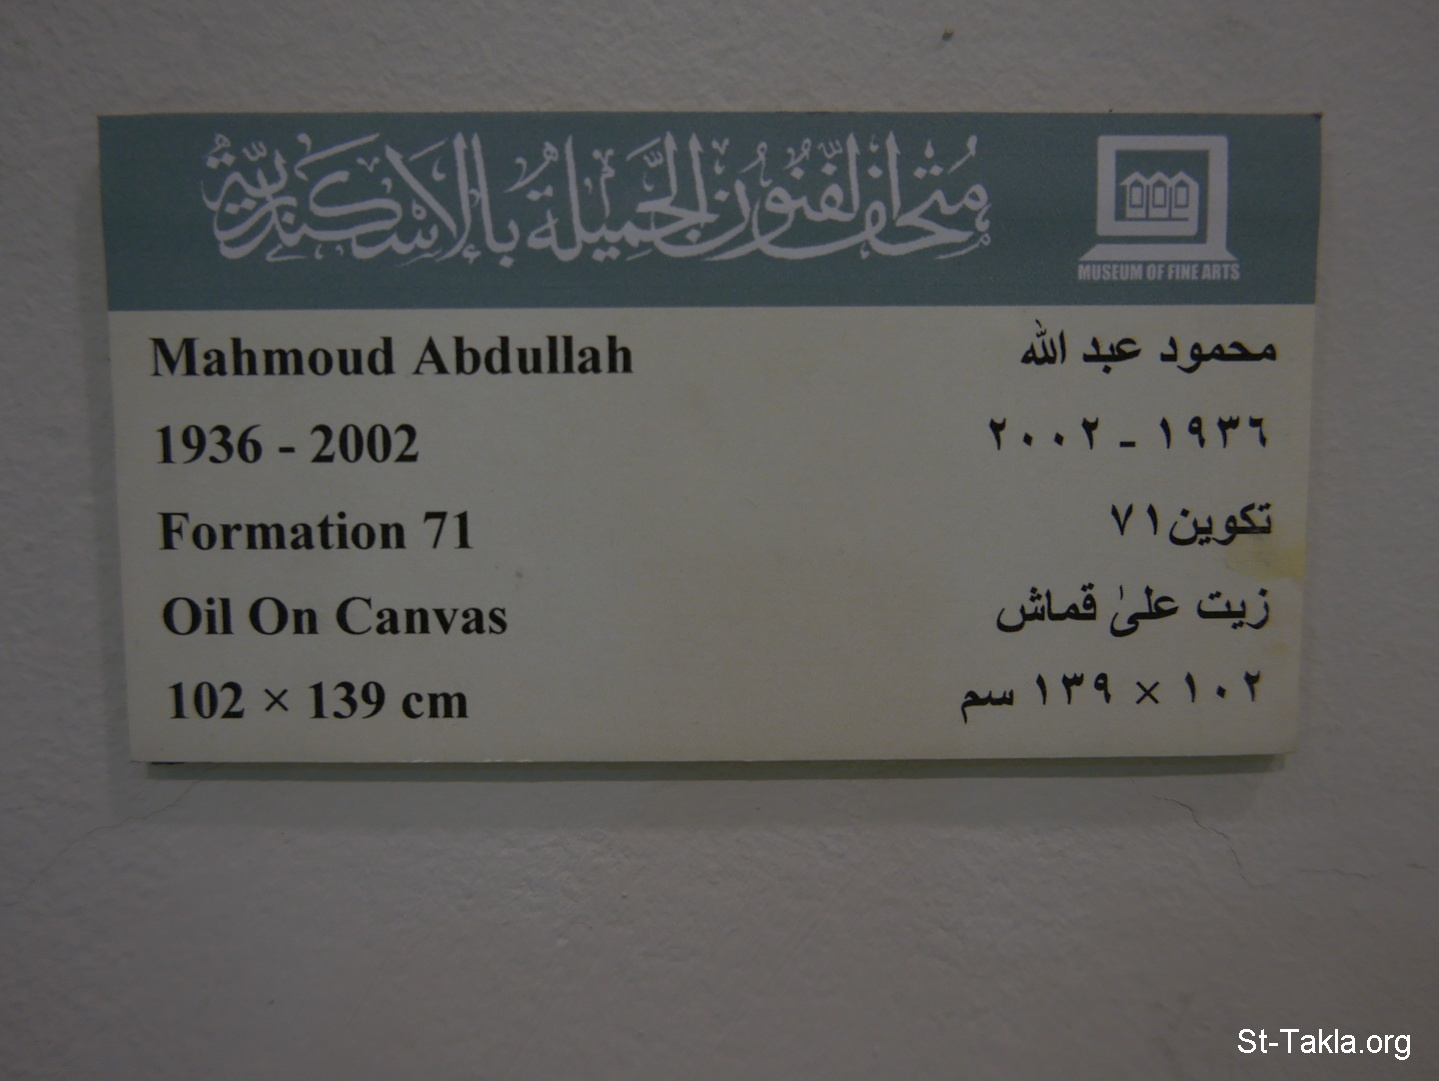 متحف الفنون الجميلة بالإسكندرية
MUSEUM OF FINE ARTS
Mahmoud Abdullah
محمود عبد الله
1936 - 2002
١٩٣٦ - ٢٠٠٢
Formation 71
تكوين ٧١
Oil On Canvas
زيت على قماش
102 × 139 cm
١٠٢ × ١٣٩ سم
St-Takla.org